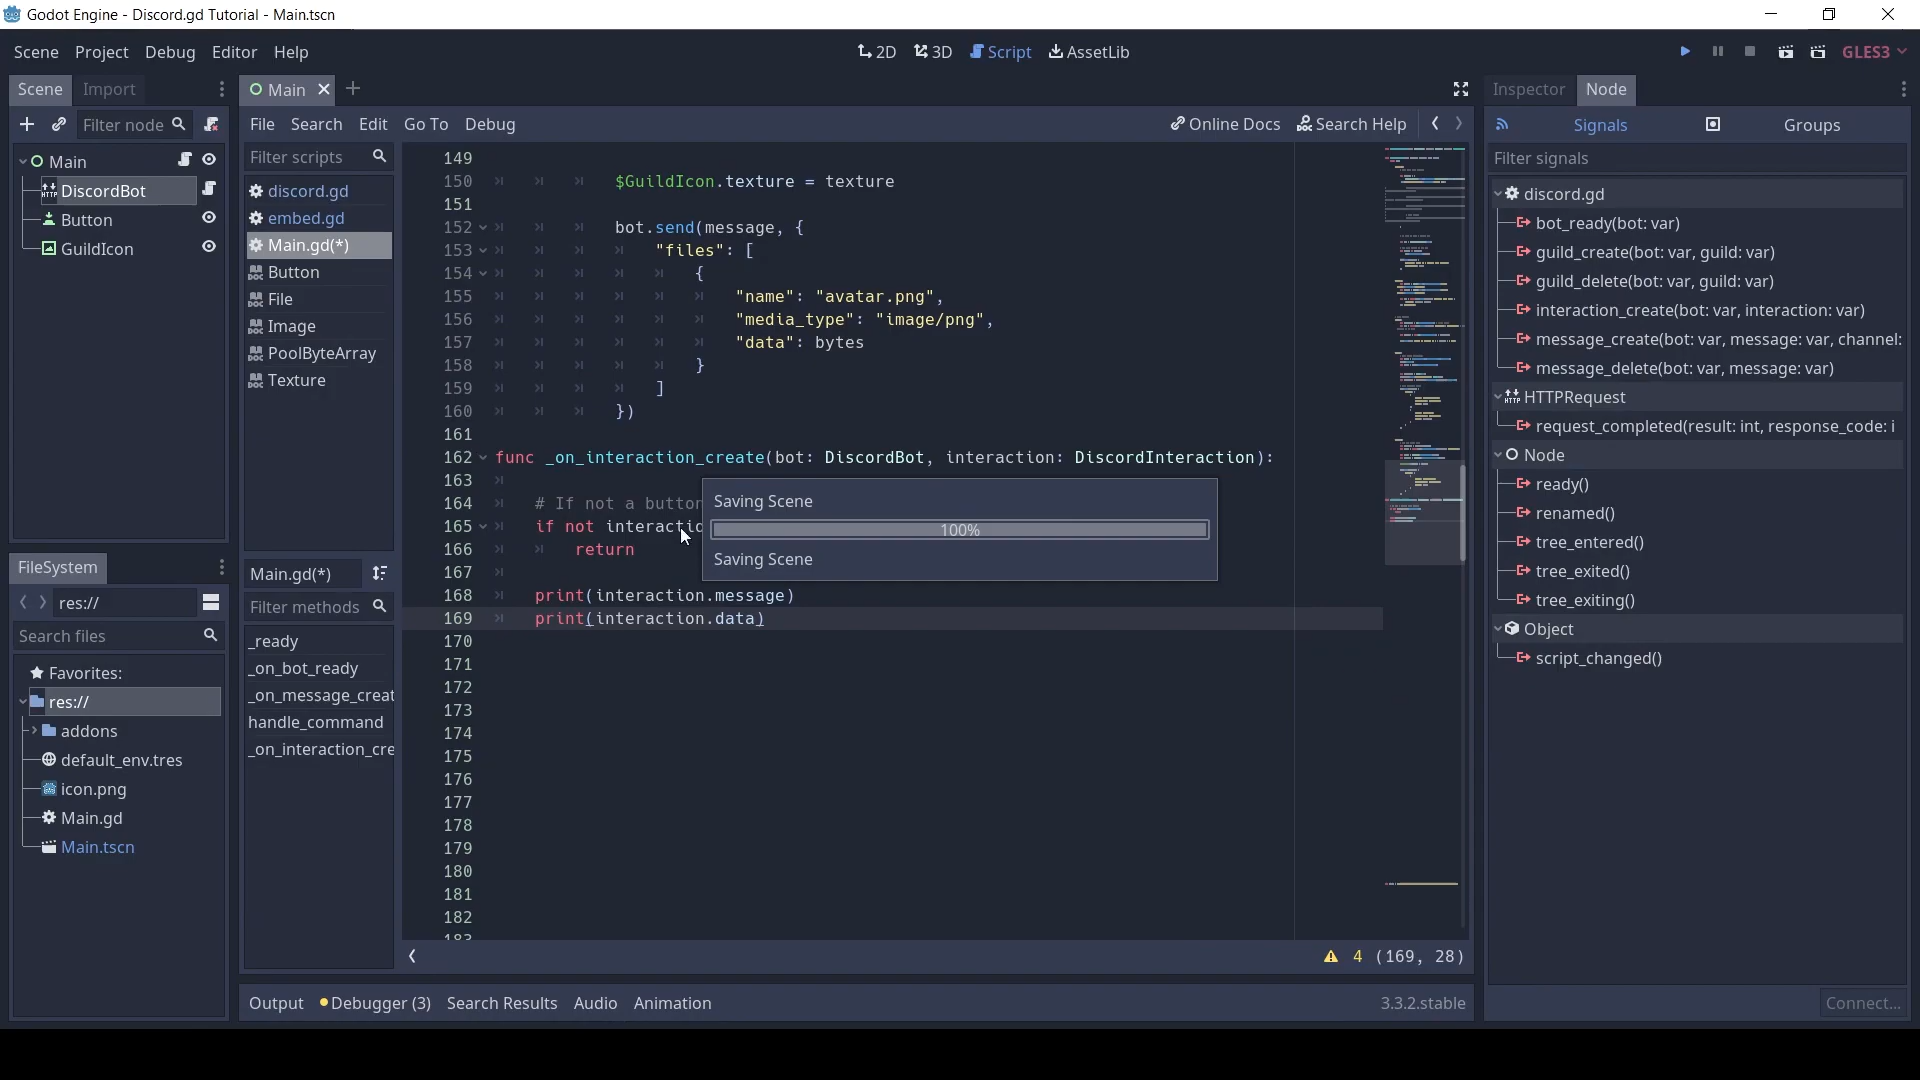 Godot Engine - Discord.gd Tutorial - Main.tscn
Scene Project Debug Editor Help
2D 3D Script AssetLib
GLES3
Scene Import
Filter node
Main
DiscordBot
Button
GuildIcon
FileSystem
res://
Search files
Favorites:
res://
addons
default_env.tres
icon.png
Main.gd
Main.tscn
Main
File Search Edit Go To Debug
Online Docs Search Help
Filter scripts
discord.gd
embed.gd
Main.gd(*)
Button
File
Image
PoolByteArray
Texture
Main.gd(*)
Filter methods
_ready
_on_bot_ready
_on_message_creat
handle_command
_on_interaction_cre
149
150 $GuildIcon.texture = texture
151
152 bot.send(message, {
153 "files": [
154 {
155 "name": "avatar.png",
156 "media_type": "image/png",
157 "data": bytes
158 }
159 ]
160 })
161
162 func _on_interaction_create(bot: DiscordBot, interaction: DiscordInteraction):
163
164 # If not a button
165 if not interactio
166 return
167
168 print(interaction.message)
169 print(interaction.data)
170
171
172
173
174
175
176
177
178
179
180
181
182
183
Saving Scene
100%
Saving Scene
4 (169, 28)
Output Debugger (3) Search Results Audio Animation
3.3.2.stable
Inspector Node
Signals Groups
Filter signals
discord.gd
bot_ready(bot: var)
guild_create(bot: var, guild: var)
guild_delete(bot: var, guild: var)
interaction_create(bot: var, interaction: var)
message_create(bot: var, message: var, channel:
message_delete(bot: var, message: var)
HTTPRequest
request_completed(result: int, response_code: i
Node
ready()
renamed()
tree_entered()
tree_exited()
tree_exiting()
Object
script_changed()
Connect...